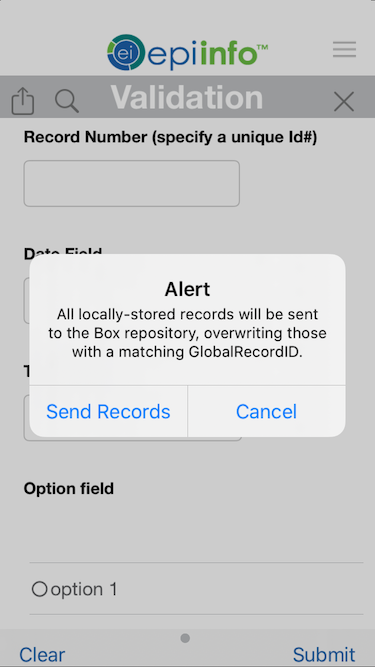 epiinfo™
Validation
Record Number (specify a unique Id#)
Date Field
Alert
All locally-stored records will be sent
to the Box repository, overwriting those
with a matching GlobalRecordID.
Send Records
Cancel
Option field
option 1
Clear
Submit